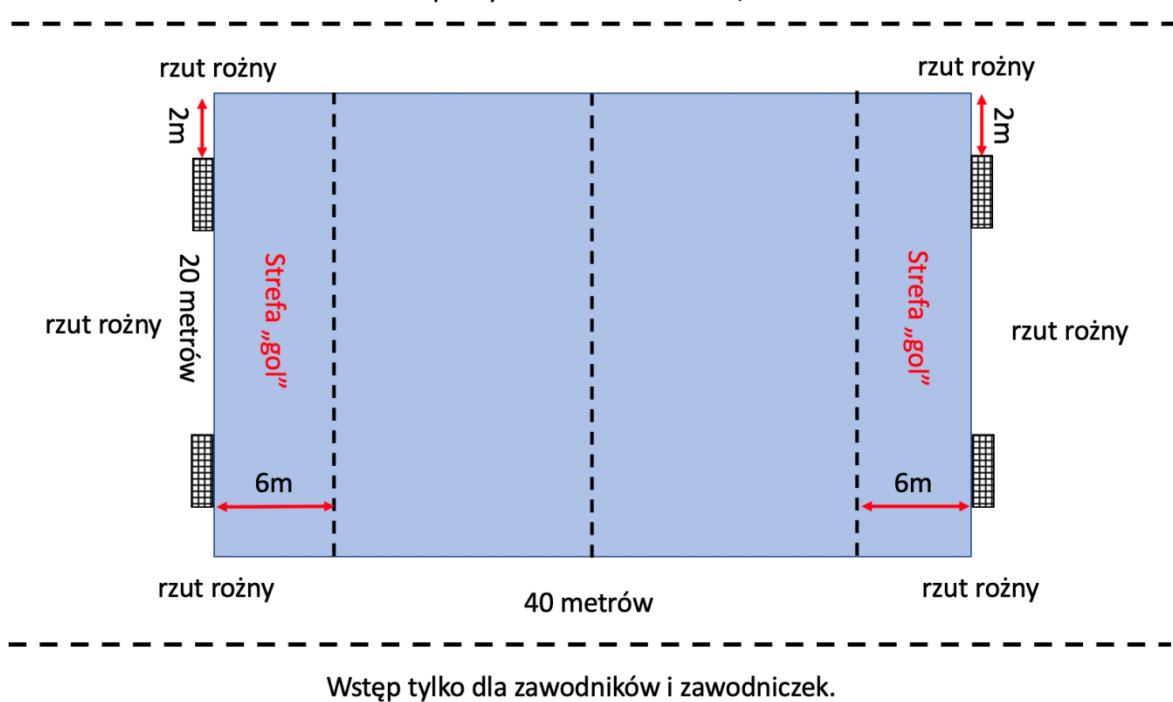 rzut rożny
rzut rożny
2m
2m
20 metrów
Strefa „gol”
Strefa „gol”
rzut rożny
rzut rożny
6m
6m
rzut rożny
rzut rożny
40 metrów
Wstęp tylko dla zawodników i zawodniczek.